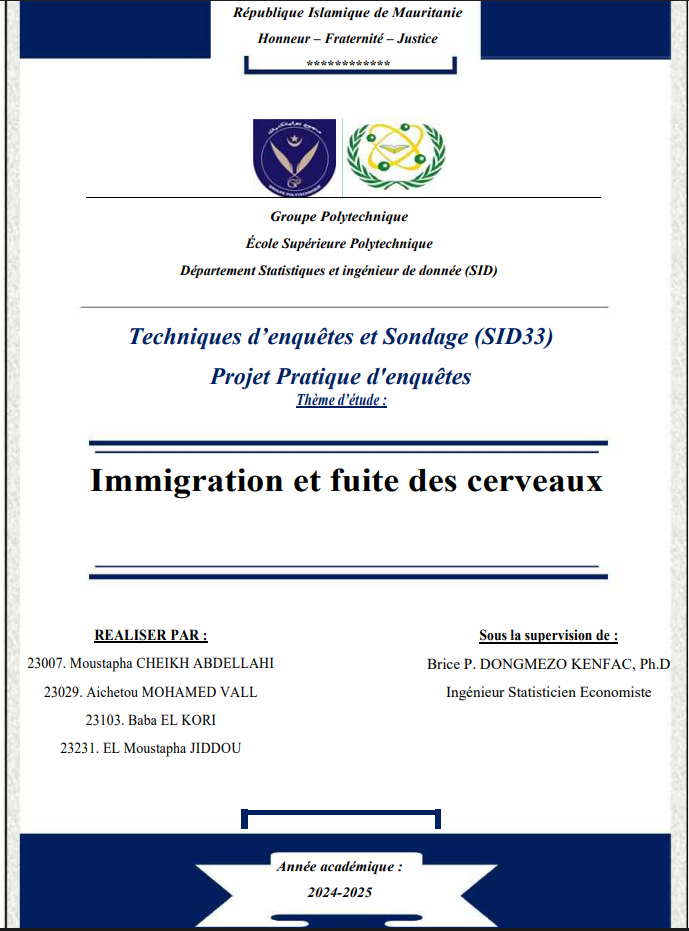 République Islamique de Mauritanie
Honneur – Fraternité – Justice
************
GROUPE POLYTECHNIQUE
Groupe Polytechnique
École Supérieure Polytechnique
Département Statistiques et ingénieur de donnée (SID)
Techniques d’enquêtes et Sondage (SID33)
Projet Pratique d'enquêtes
Thème d’étude :
Immigration et fuite des cerveaux
REALISER PAR :
23007. Moustapha CHEIKH ABDELLAHI
23029. Aichetou MOHAMED VALL
23103. Baba EL KORI
23231. EL Moustapha JIDDOU
Sous la supervision de :
Brice P. DONGMEZO KENFAC, Ph.D
Ingénieur Statisticien Economiste
Année académique :
2024-2025